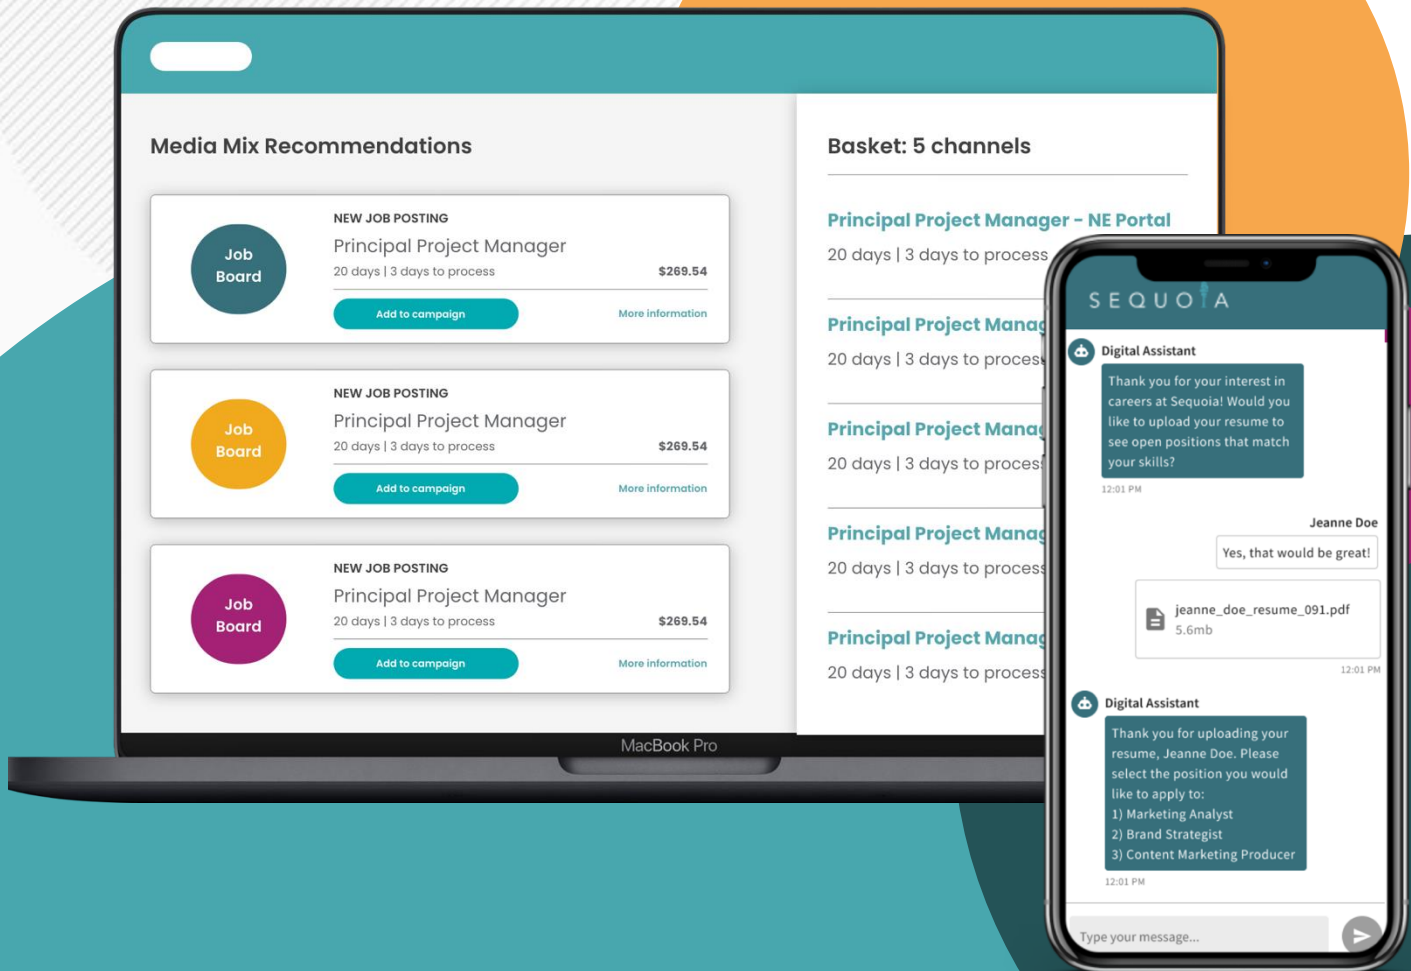 Media Mix Recommendations
Job
Board
NEW JOB POSTING
Principal Project Manager
20 days | 3 days to process
$269.54
Add to campaign
More information
Job
Board
NEW JOB POSTING
Principal Project Manager
20 days | 3 days to process
$269.54
Add to campaign
More information
Job
Board
NEW JOB POSTING
Principal Project Manager
20 days | 3 days to process
$269.54
Add to campaign
More information
Basket: 5 channels
Principal Project Manager - NE Portal
20 days | 3 days to process
Principal Project
20 days | 3 days to
Principal Project
20 days | 3 days to
Principal Project
20 days | 3 days to
Principal Project
20 days | 3 days to
MacBook Pro
SEQUOIA
Digital Assistant
Thank you for your interest in
careers at Sequoia! Would you
like to upload your resume to
see open positions that match
your skills?
12:01 PM
Jeanne Doe
Yes, that would be great!
jeanne_doe_resume_091.pdf
5.6mb
12:01 PM
Digital Assistant
Thank you for uploading your
resume, Jeanne Doe. Please
select the position you would
like to apply to:
1) Marketing Analyst
2) Brand Strategist
3) Content Marketing Producer
12:01 PM
Type your message...